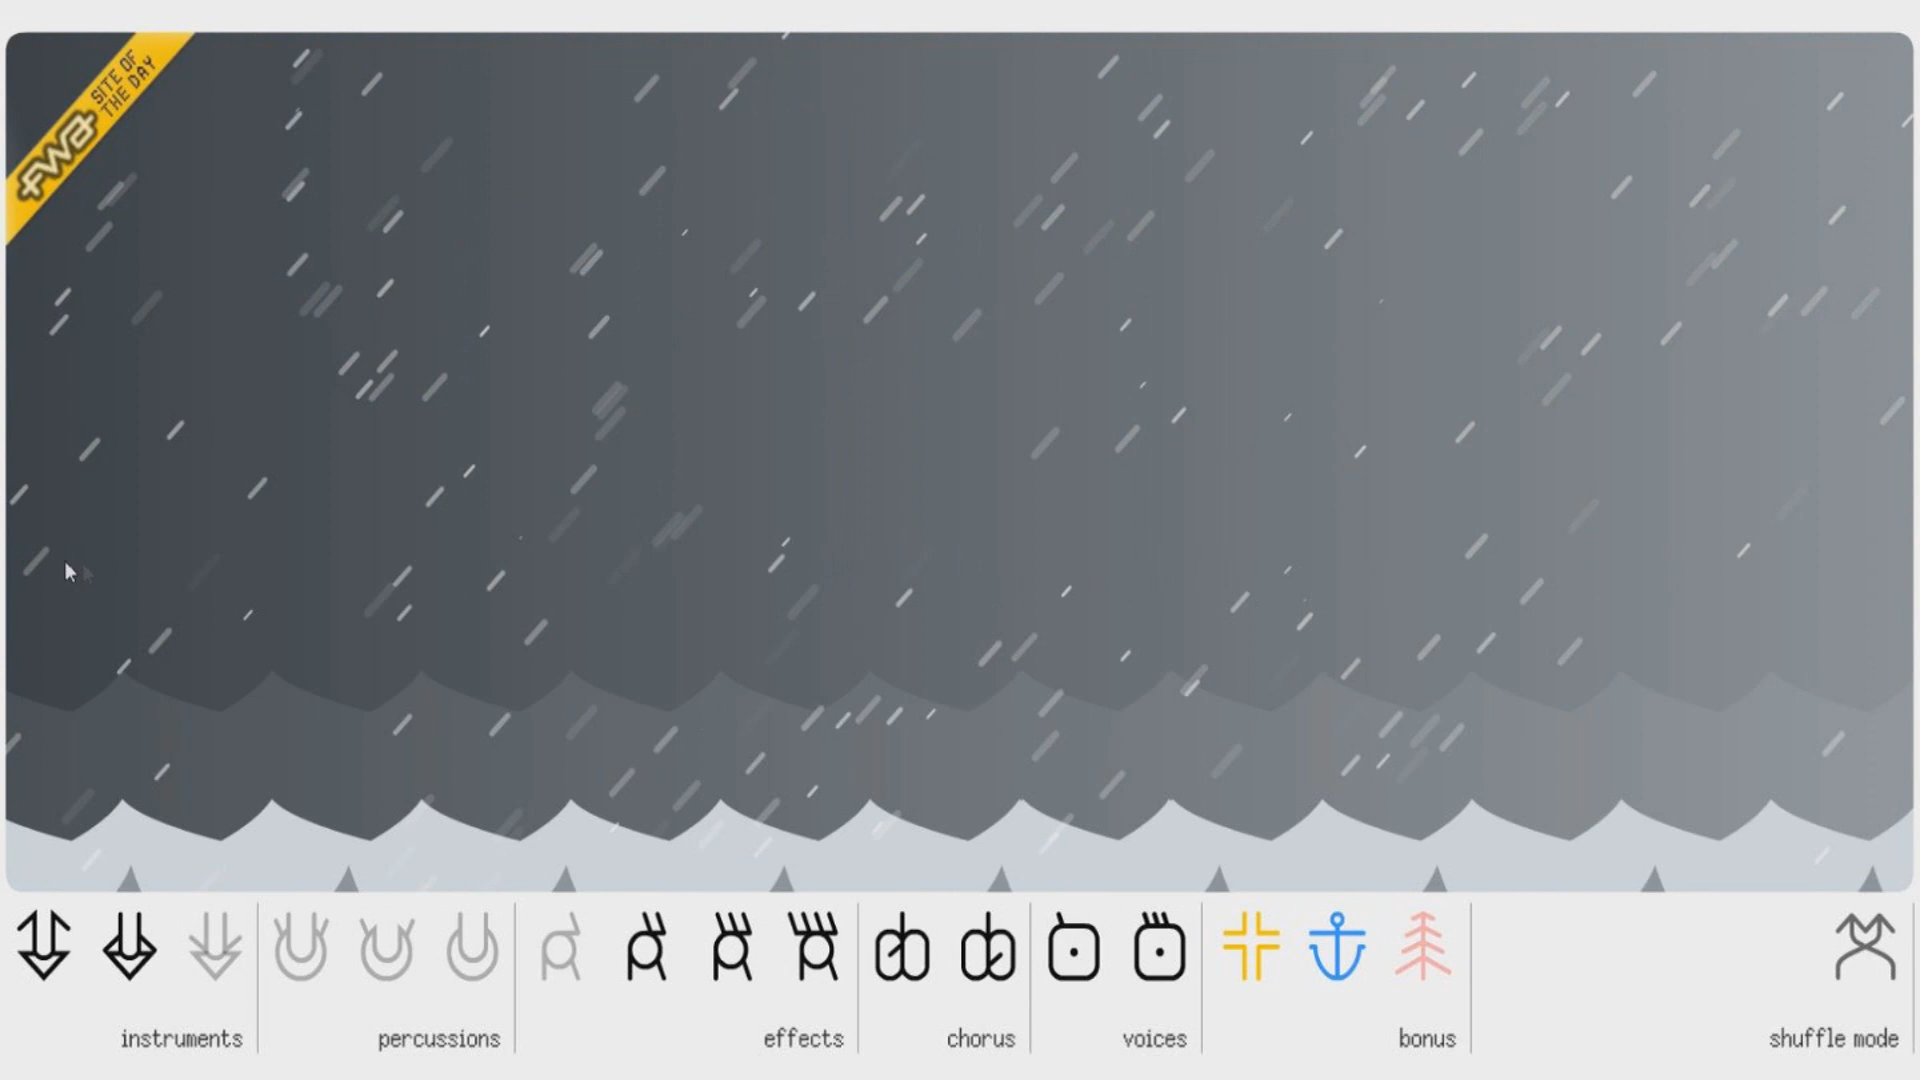 SITE OF
THE DAY
fwa
instruments
percussions
effects
chorus
voices
bonus
shuffle mode